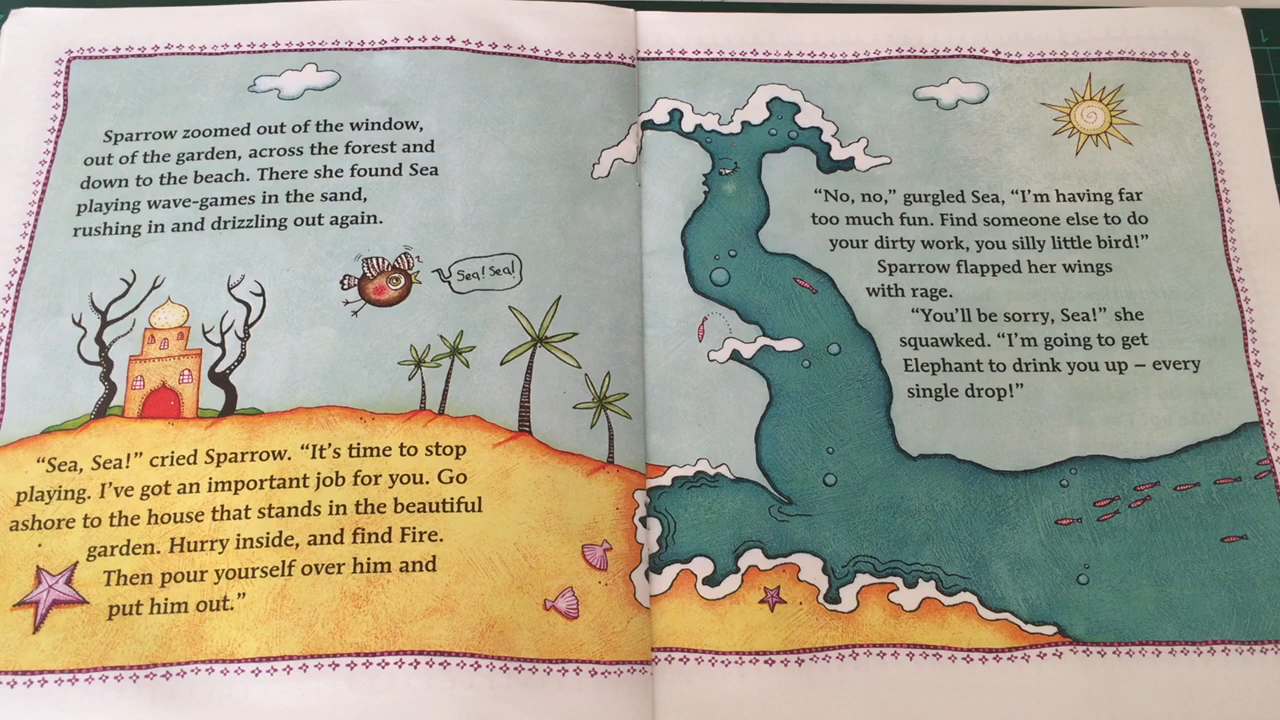 Sparrow zoomed out of the window,
out of the garden, across the forest and
down to the beach. There she found Sea
playing wave-games in the sand,
rushing in and drizzling out again.
Sea! Sea!
“Sea, Sea!” cried Sparrow. “It’s time to stop
playing. I’ve got an important job for you. Go
ashore to the house that stands in the beautiful
garden. Hurry inside, and find Fire.
Then pour yourself over him and
put him out.”
“No, no,” gurgled Sea, “I’m having far
too much fun. Find someone else to do
your dirty work, you silly little bird!”
Sparrow flapped her wings
with rage.
“You’ll be sorry, Sea!” she
squawked. “I’m going to get
Elephant to drink you up – every
single drop!”